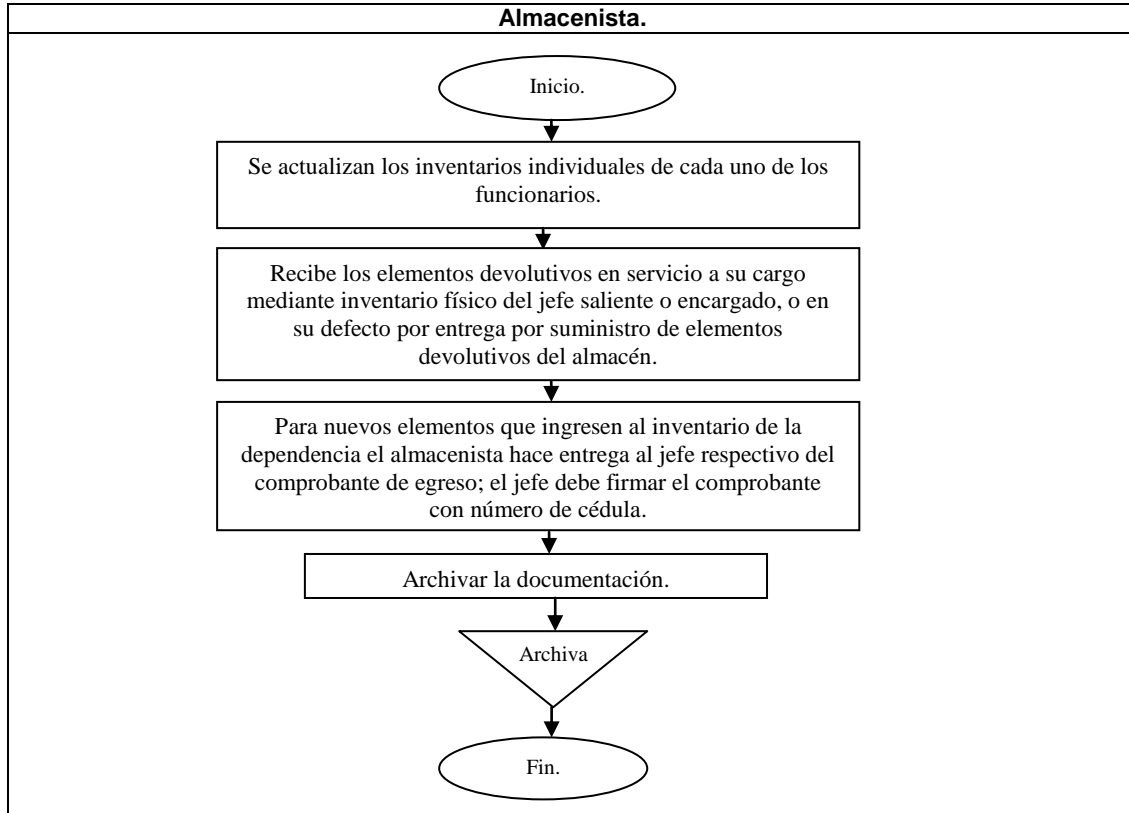 Almacenista.
Inicio.
Se actualizan los inventarios individuales de cada uno de los
funcionarios.
Recibe los elementos devolutivos en servicio a su cargo
mediante inventario físico del jefe saliente o encargado, o en
su defecto por entrega por suministro de elementos
devolutivos del almacén.
Para nuevos elementos que ingresen al inventario de la
dependencia el almacenista hace entrega al jefe respectivo del
comprobante de egreso; el jefe debe firmar el comprobante
con número de cédula.
Archivar la documentación.
Archiva
Fin.